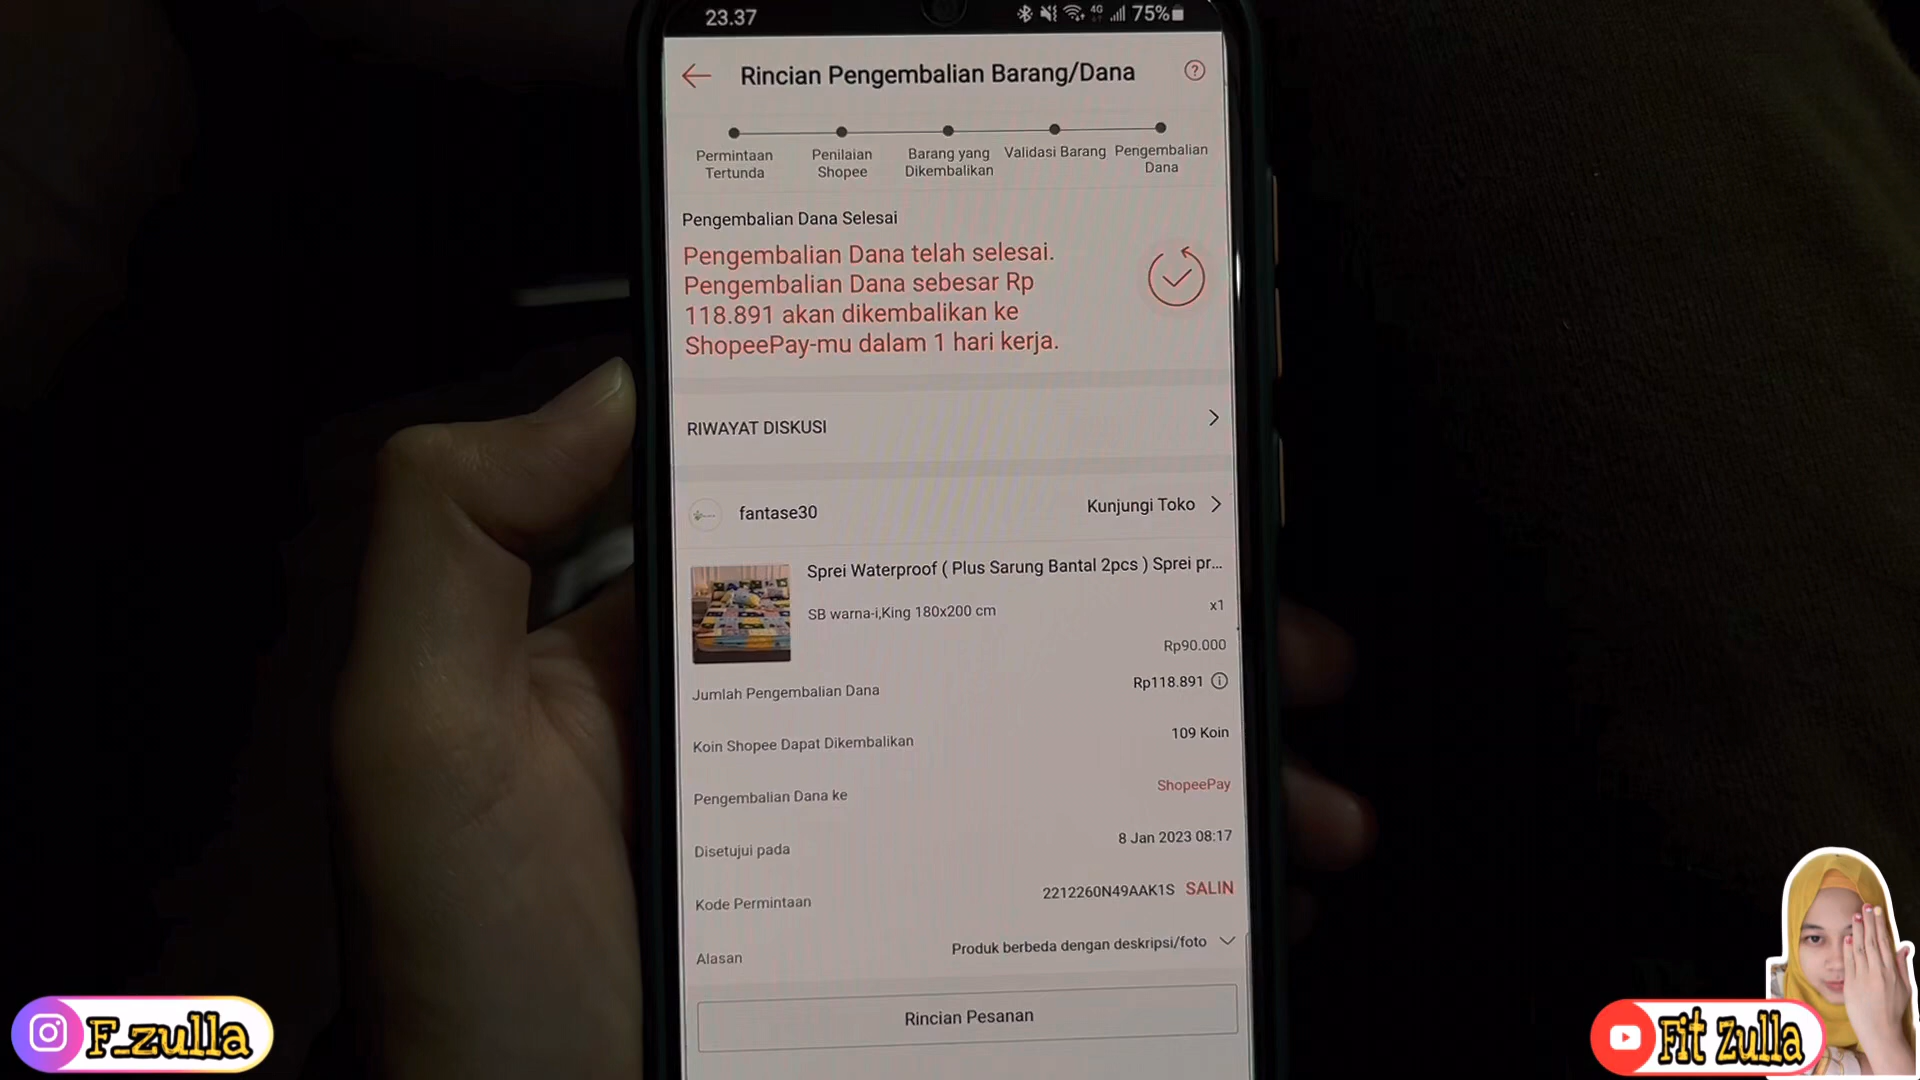 23.37
4G
75%
Rincian Pengembalian Barang/Dana
Permintaan
Tertunda
Penilaian
Shopee
Barang yang
Dikembalikan
Validasi Barang
Pengembalian
Dana
Pengembalian Dana Selesai
Pengembalian Dana telah selesai.
Pengembalian Dana sebesar Rp
118.891 akan dikembalikan ke
ShopeePay-mu dalam 1 hari kerja.
RIWAYAT DISKUSI
fantase30
Kunjungi Toko
Sprei Waterproof ( Plus Sarung Bantal 2pcs ) Sprei pr...
SB warna-i,King 180x200 cm
x1
Rp90.000
Jumlah Pengembalian Dana
Rp118.891
Koin Shopee Dapat Dikembalikan
109 Koin
Pengembalian Dana ke
ShopeePay
Disetujui pada
8 Jan 2023 08:17
Kode Permintaan
2212260N49AAK1S SALIN
Alasan
Produk berbeda dengan deskripsi/foto
Rincian Pesanan
F_zulla
Fit Zulla